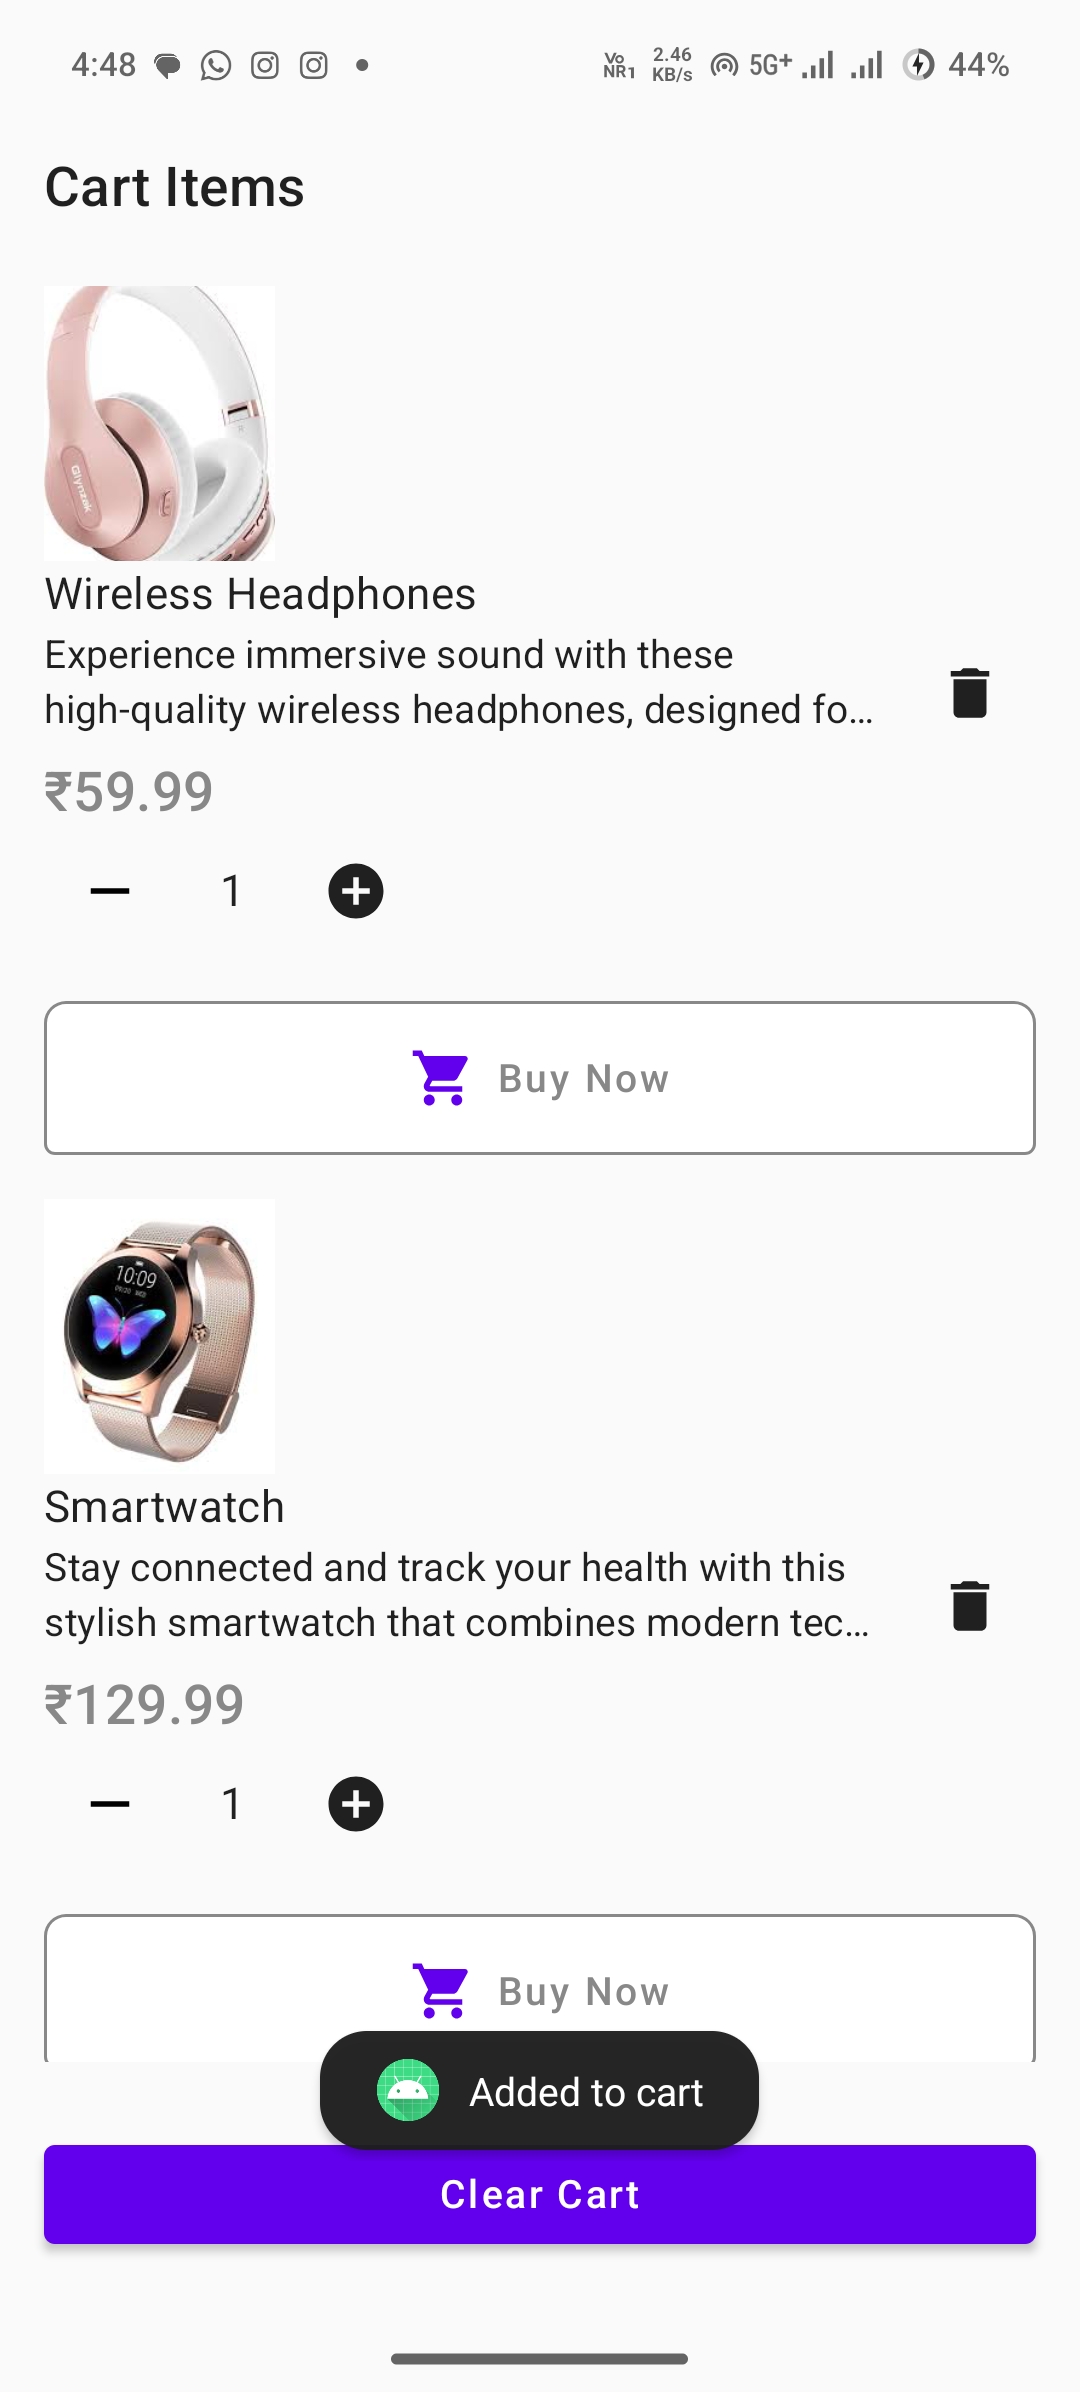 4:48
Vo NR1 2.46 KB/s 5G+ 44%
Cart Items
Glynzak
Wireless Headphones
Experience immersive sound with these
high-quality wireless headphones, designed fo…
₹59.99
1
Buy Now
10:09
Smartwatch
Stay connected and track your health with this
stylish smartwatch that combines modern tec…
₹129.99
1
Buy Now
Added to cart
Clear Cart